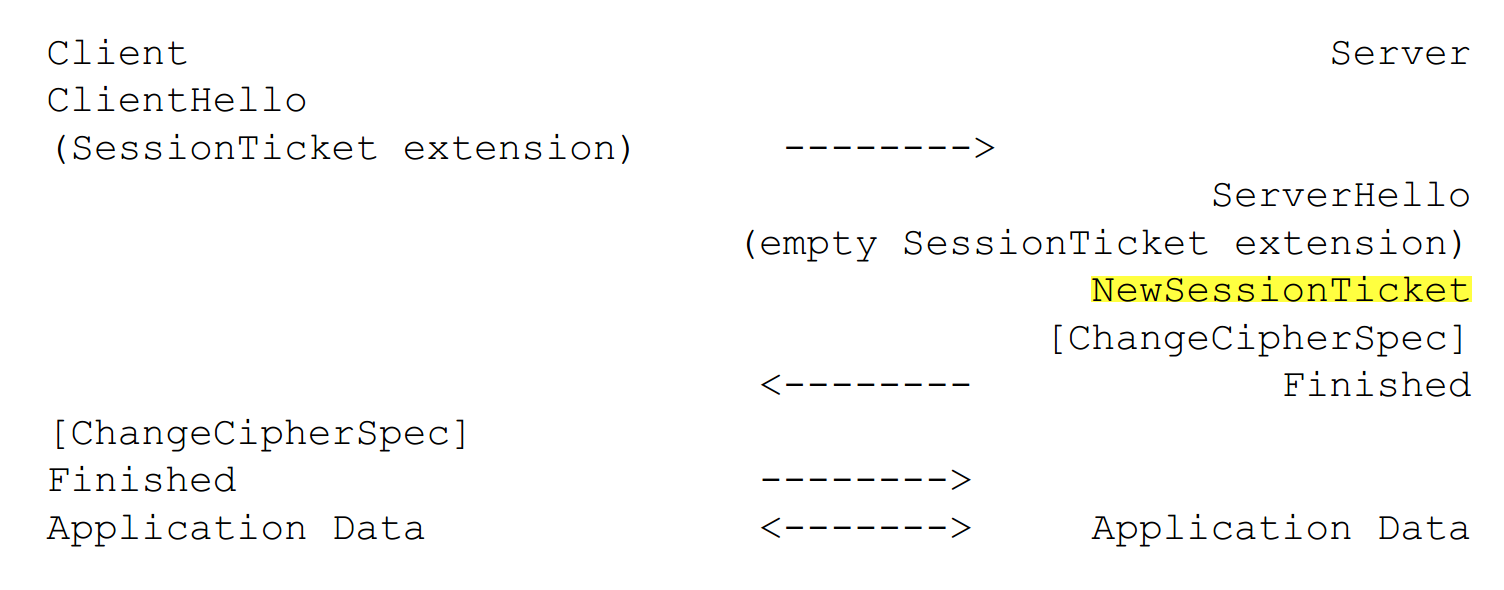 Client Server
ClientHello
(SessionTicket extension) -------->
ServerHello
(empty SessionTicket extension)
NewSessionTicket
[ChangeCipherSpec]
<-------- Finished
[ChangeCipherSpec]
Finished -------->
Application Data <-------> Application Data